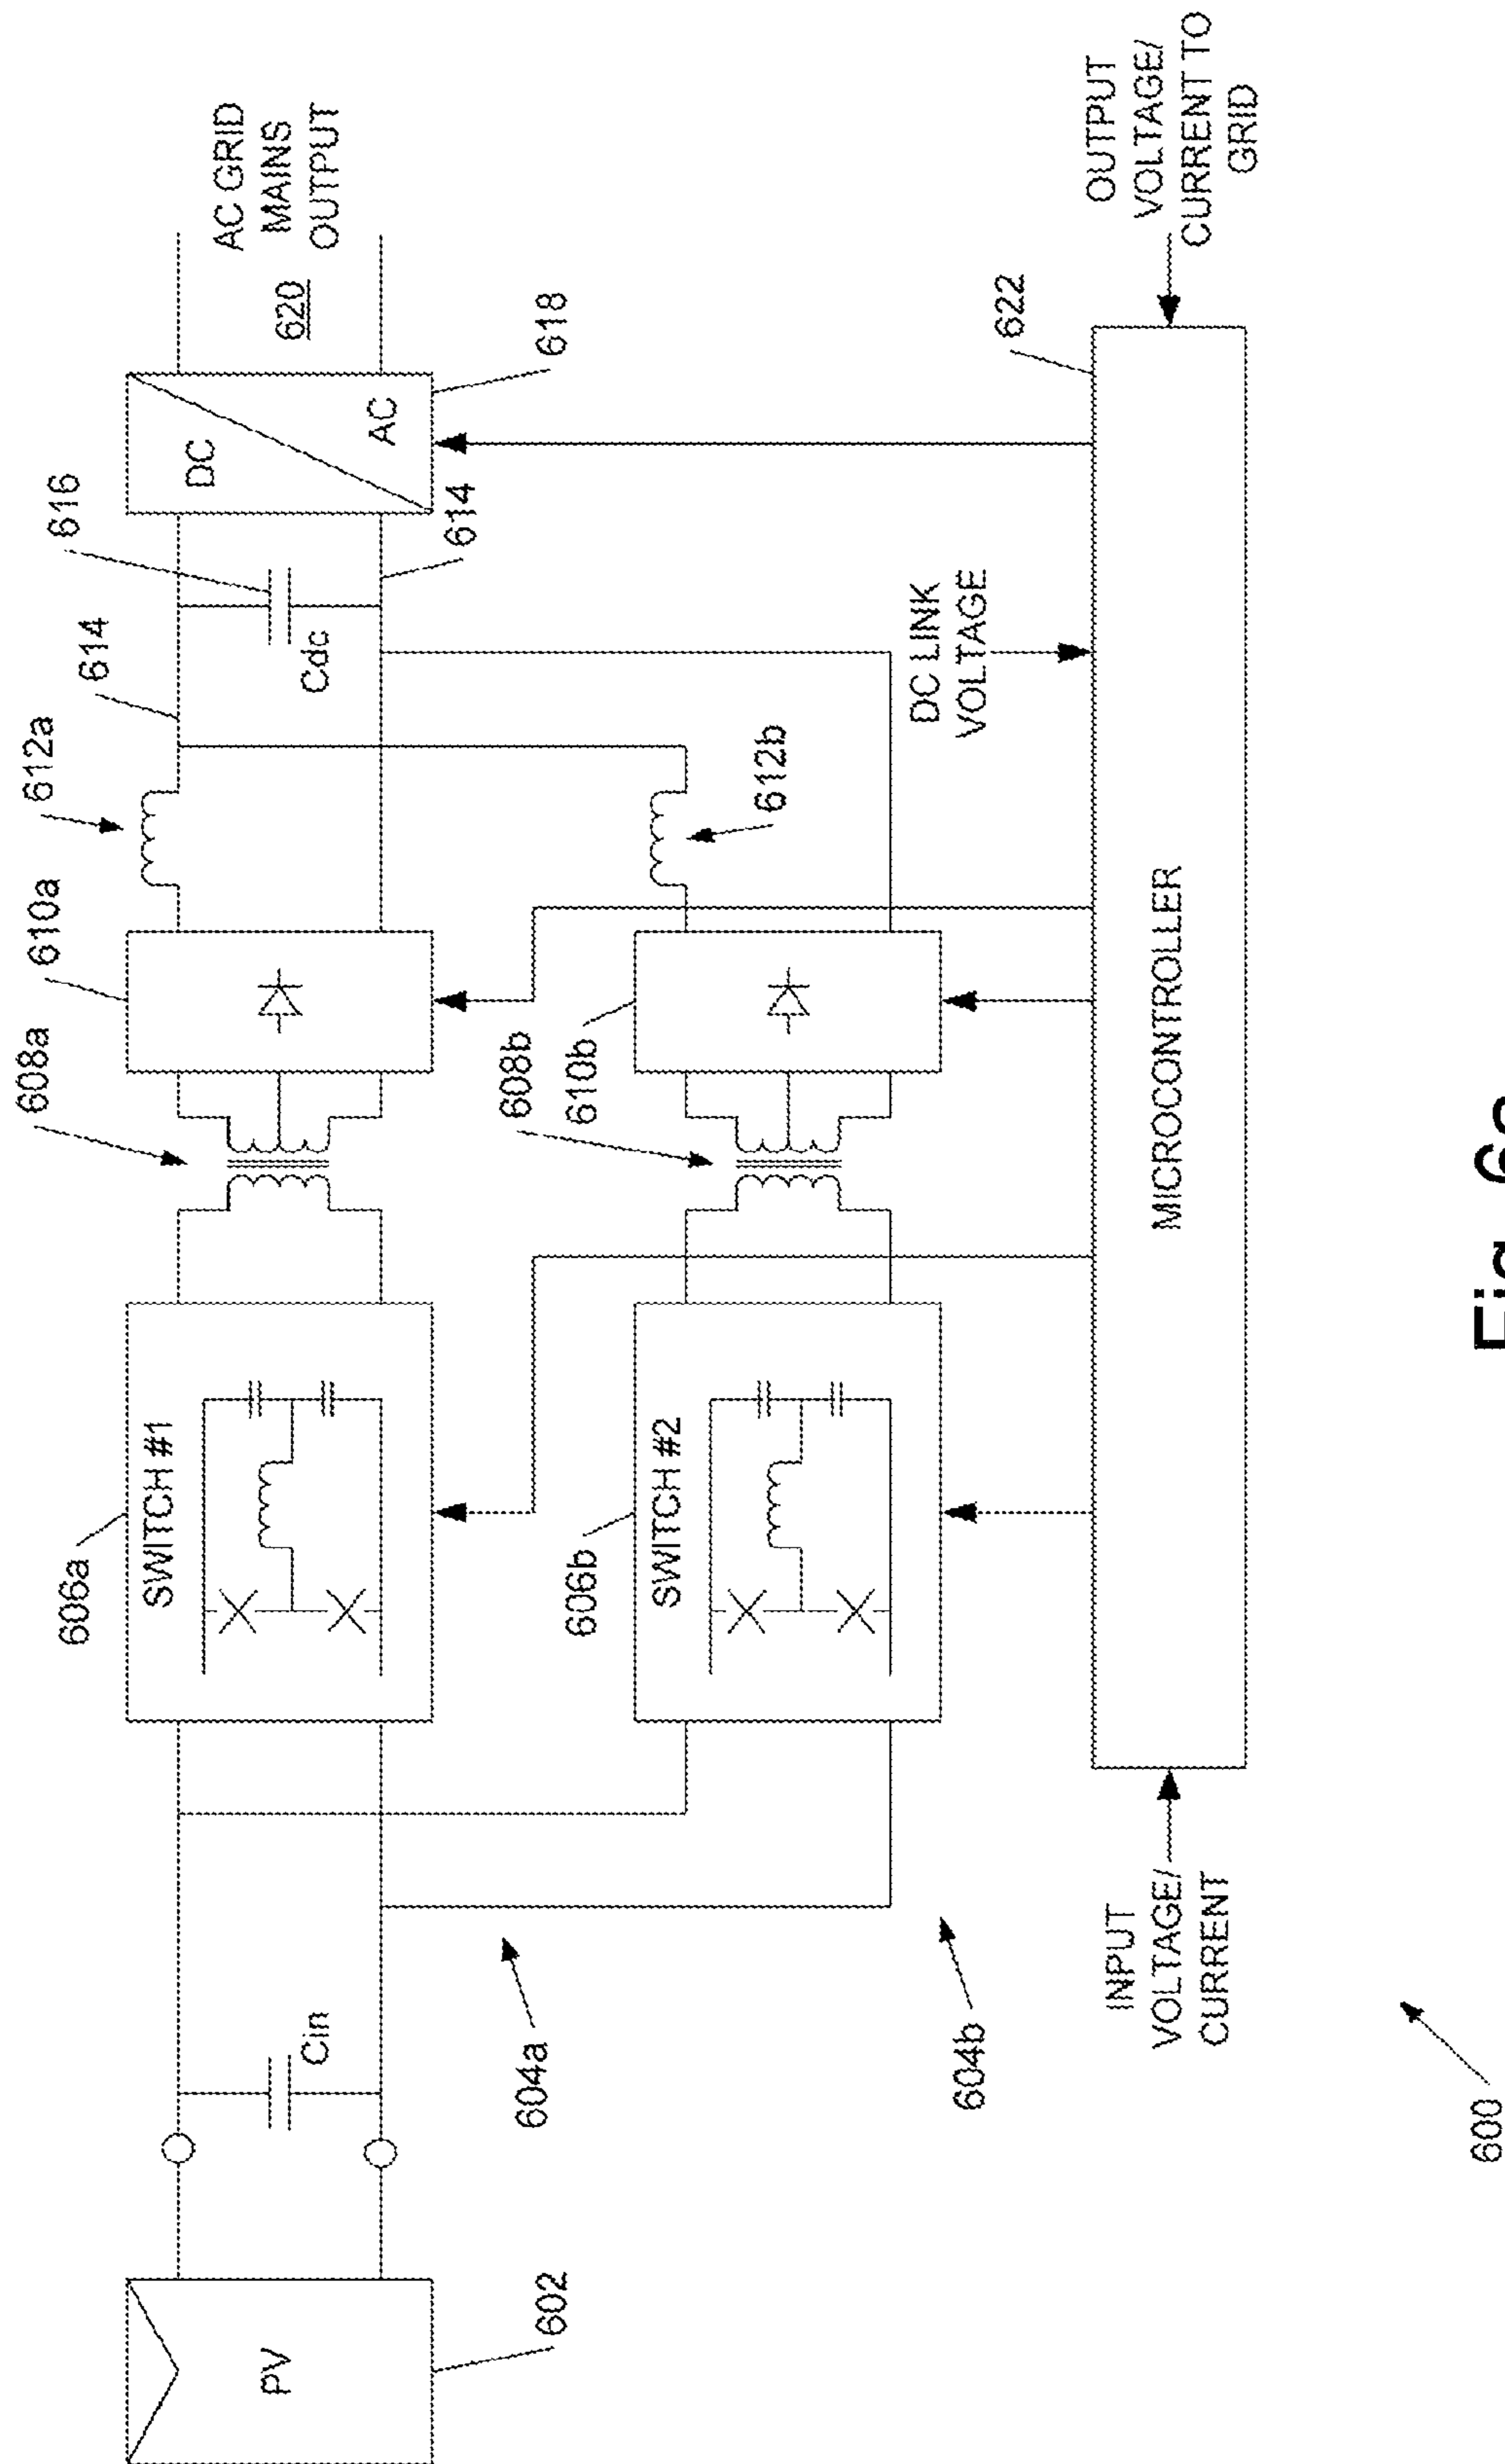 608a
610a
612a
614
616
AC GRID
MAINS
OUTPUT
620
606a
SWITCH #1
DC
AC
PV
Cin
Cdc
602
604a
614
618
606b
608b
610b
SWITCH #2
612b
DC LINK
VOLTAGE
604b
622
INPUT
VOLTAGE/
CURRENT
MICROCONTROLLER
OUTPUT
VOLTAGE/
CURRENT TO
GRID
600